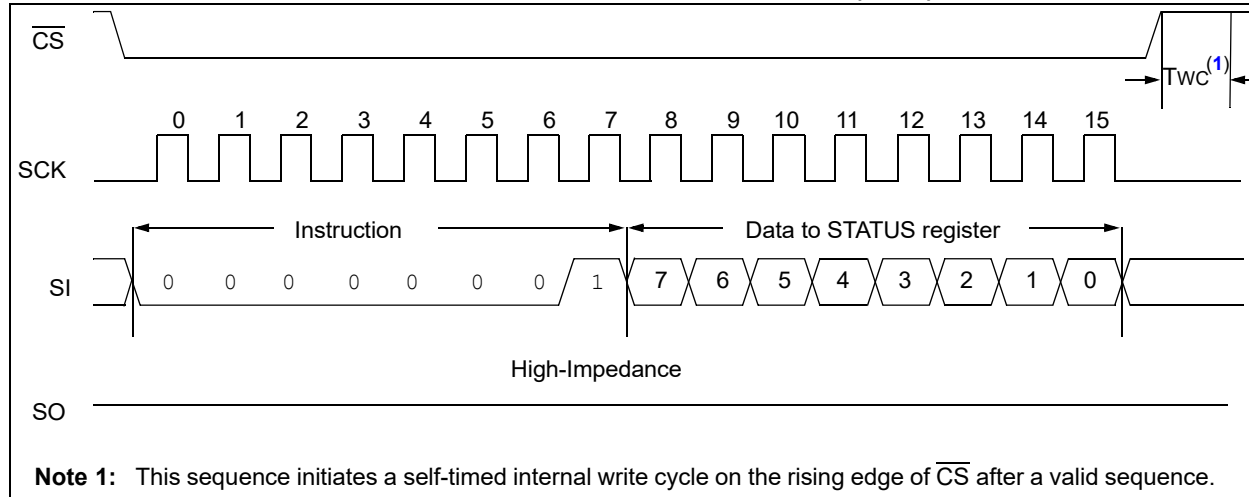 CS
TWC(1)
0 1 2 3 4 5 6 7 8 9 10 11 12 13 14 15
SCK
Instruction Data to STATUS register
SI 0 0 0 0 0 0 0 1 7 6 5 4 3 2 1 0
High-Impedance
SO
Note 1: This sequence initiates a self-timed internal write cycle on the rising edge of CS after a valid sequence.